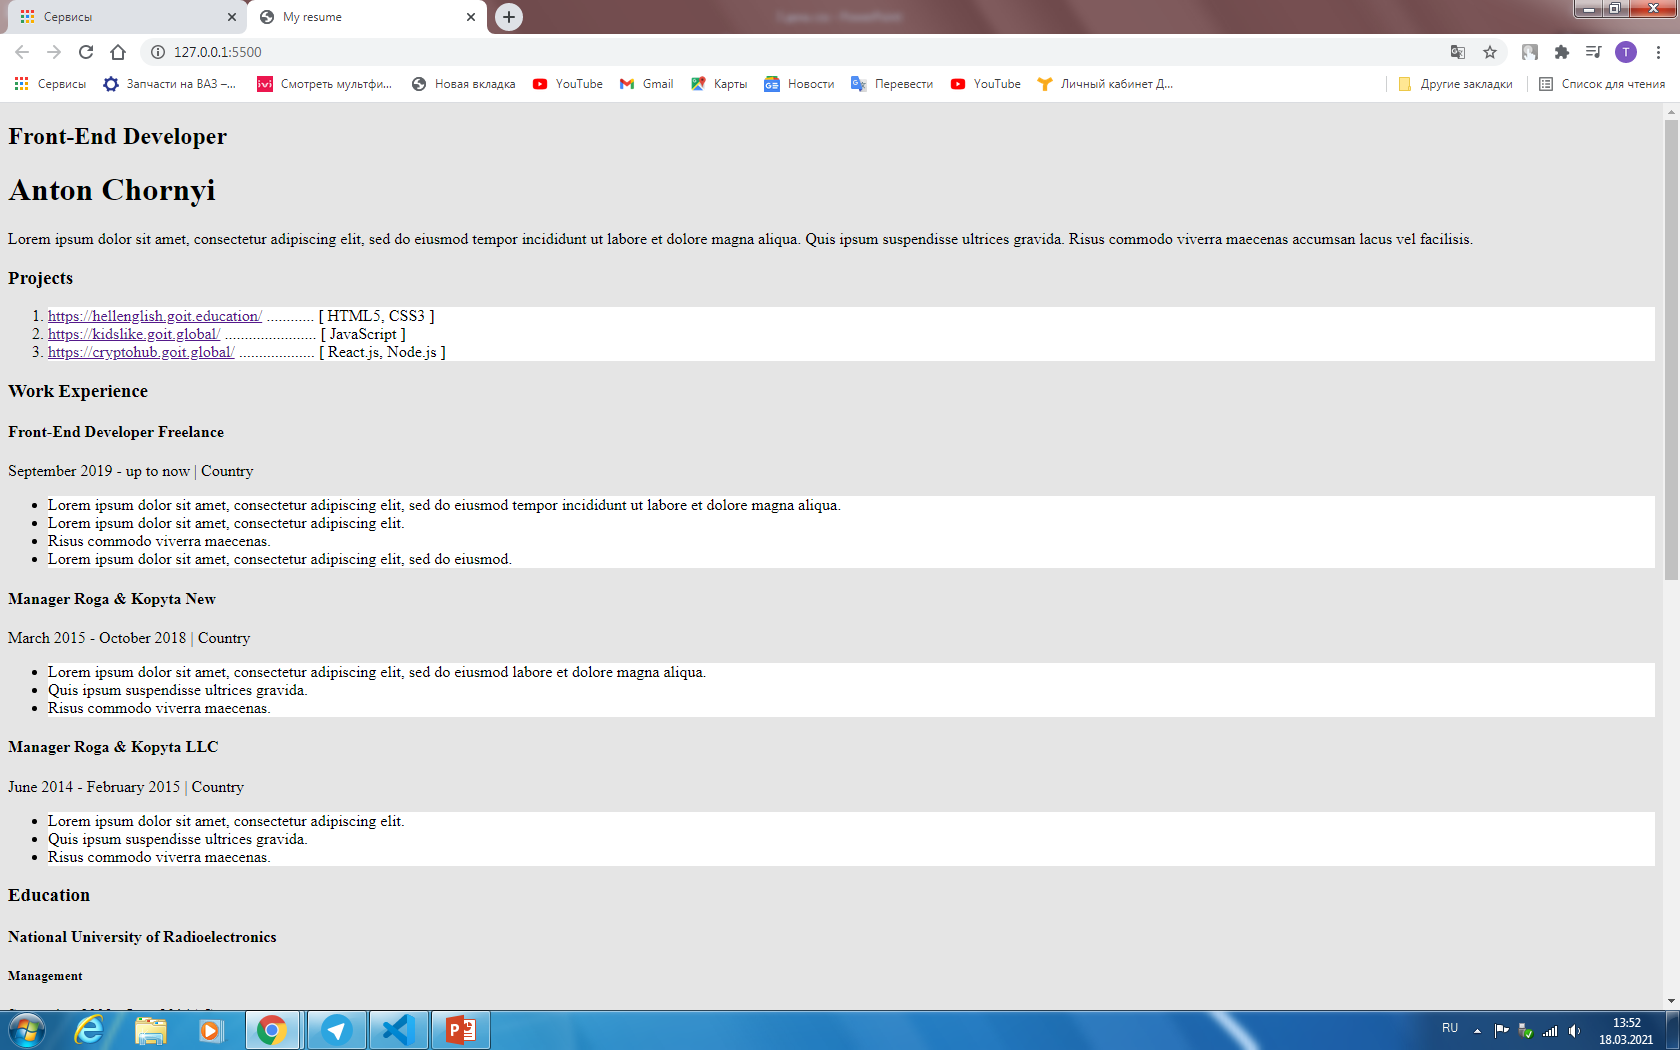 Сервисы
My resume
127.0.0.1:5500
T
Сервисы
Запчасти на ВАЗ –...
ivi
Смотреть мультфи...
Новая вкладка
YouTube
Gmail
Карты
Новости
Перевести
YouTube
Личный кабинет Д...
Другие закладки
Список для чтения
Front-End Developer
Anton Chornyi
Lorem ipsum dolor sit amet, consectetur adipiscing elit, sed do eiusmod tempor incididunt ut labore et dolore magna aliqua. Quis ipsum suspendisse ultrices gravida. Risus commodo viverra maecenas accumsan lacus vel facilisis.
Projects
1. https://hellenglish.goit.education/ ............ [ HTML5, CSS3 ]
2. https://kidslike.goit.global/ ....................... [ JavaScript ]
3. https://cryptohub.goit.global/ ................... [ React.js, Node.js ]
Work Experience
Front-End Developer Freelance
September 2019 - up to now | Country
• Lorem ipsum dolor sit amet, consectetur adipiscing elit, sed do eiusmod tempor incididunt ut labore et dolore magna aliqua.
• Lorem ipsum dolor sit amet, consectetur adipiscing elit.
• Risus commodo viverra maecenas.
• Lorem ipsum dolor sit amet, consectetur adipiscing elit, sed do eiusmod.
Manager Roga & Kopyta New
March 2015 - October 2018 | Country
• Lorem ipsum dolor sit amet, consectetur adipiscing elit, sed do eiusmod labore et dolore magna aliqua.
• Quis ipsum suspendisse ultrices gravida.
• Risus commodo viverra maecenas.
Manager Roga & Kopyta LLC
June 2014 - February 2015 | Country
• Lorem ipsum dolor sit amet, consectetur adipiscing elit.
• Quis ipsum suspendisse ultrices gravida.
• Risus commodo viverra maecenas.
Education
National University of Radioelectronics
Management
RU
13:52
18.03.2021